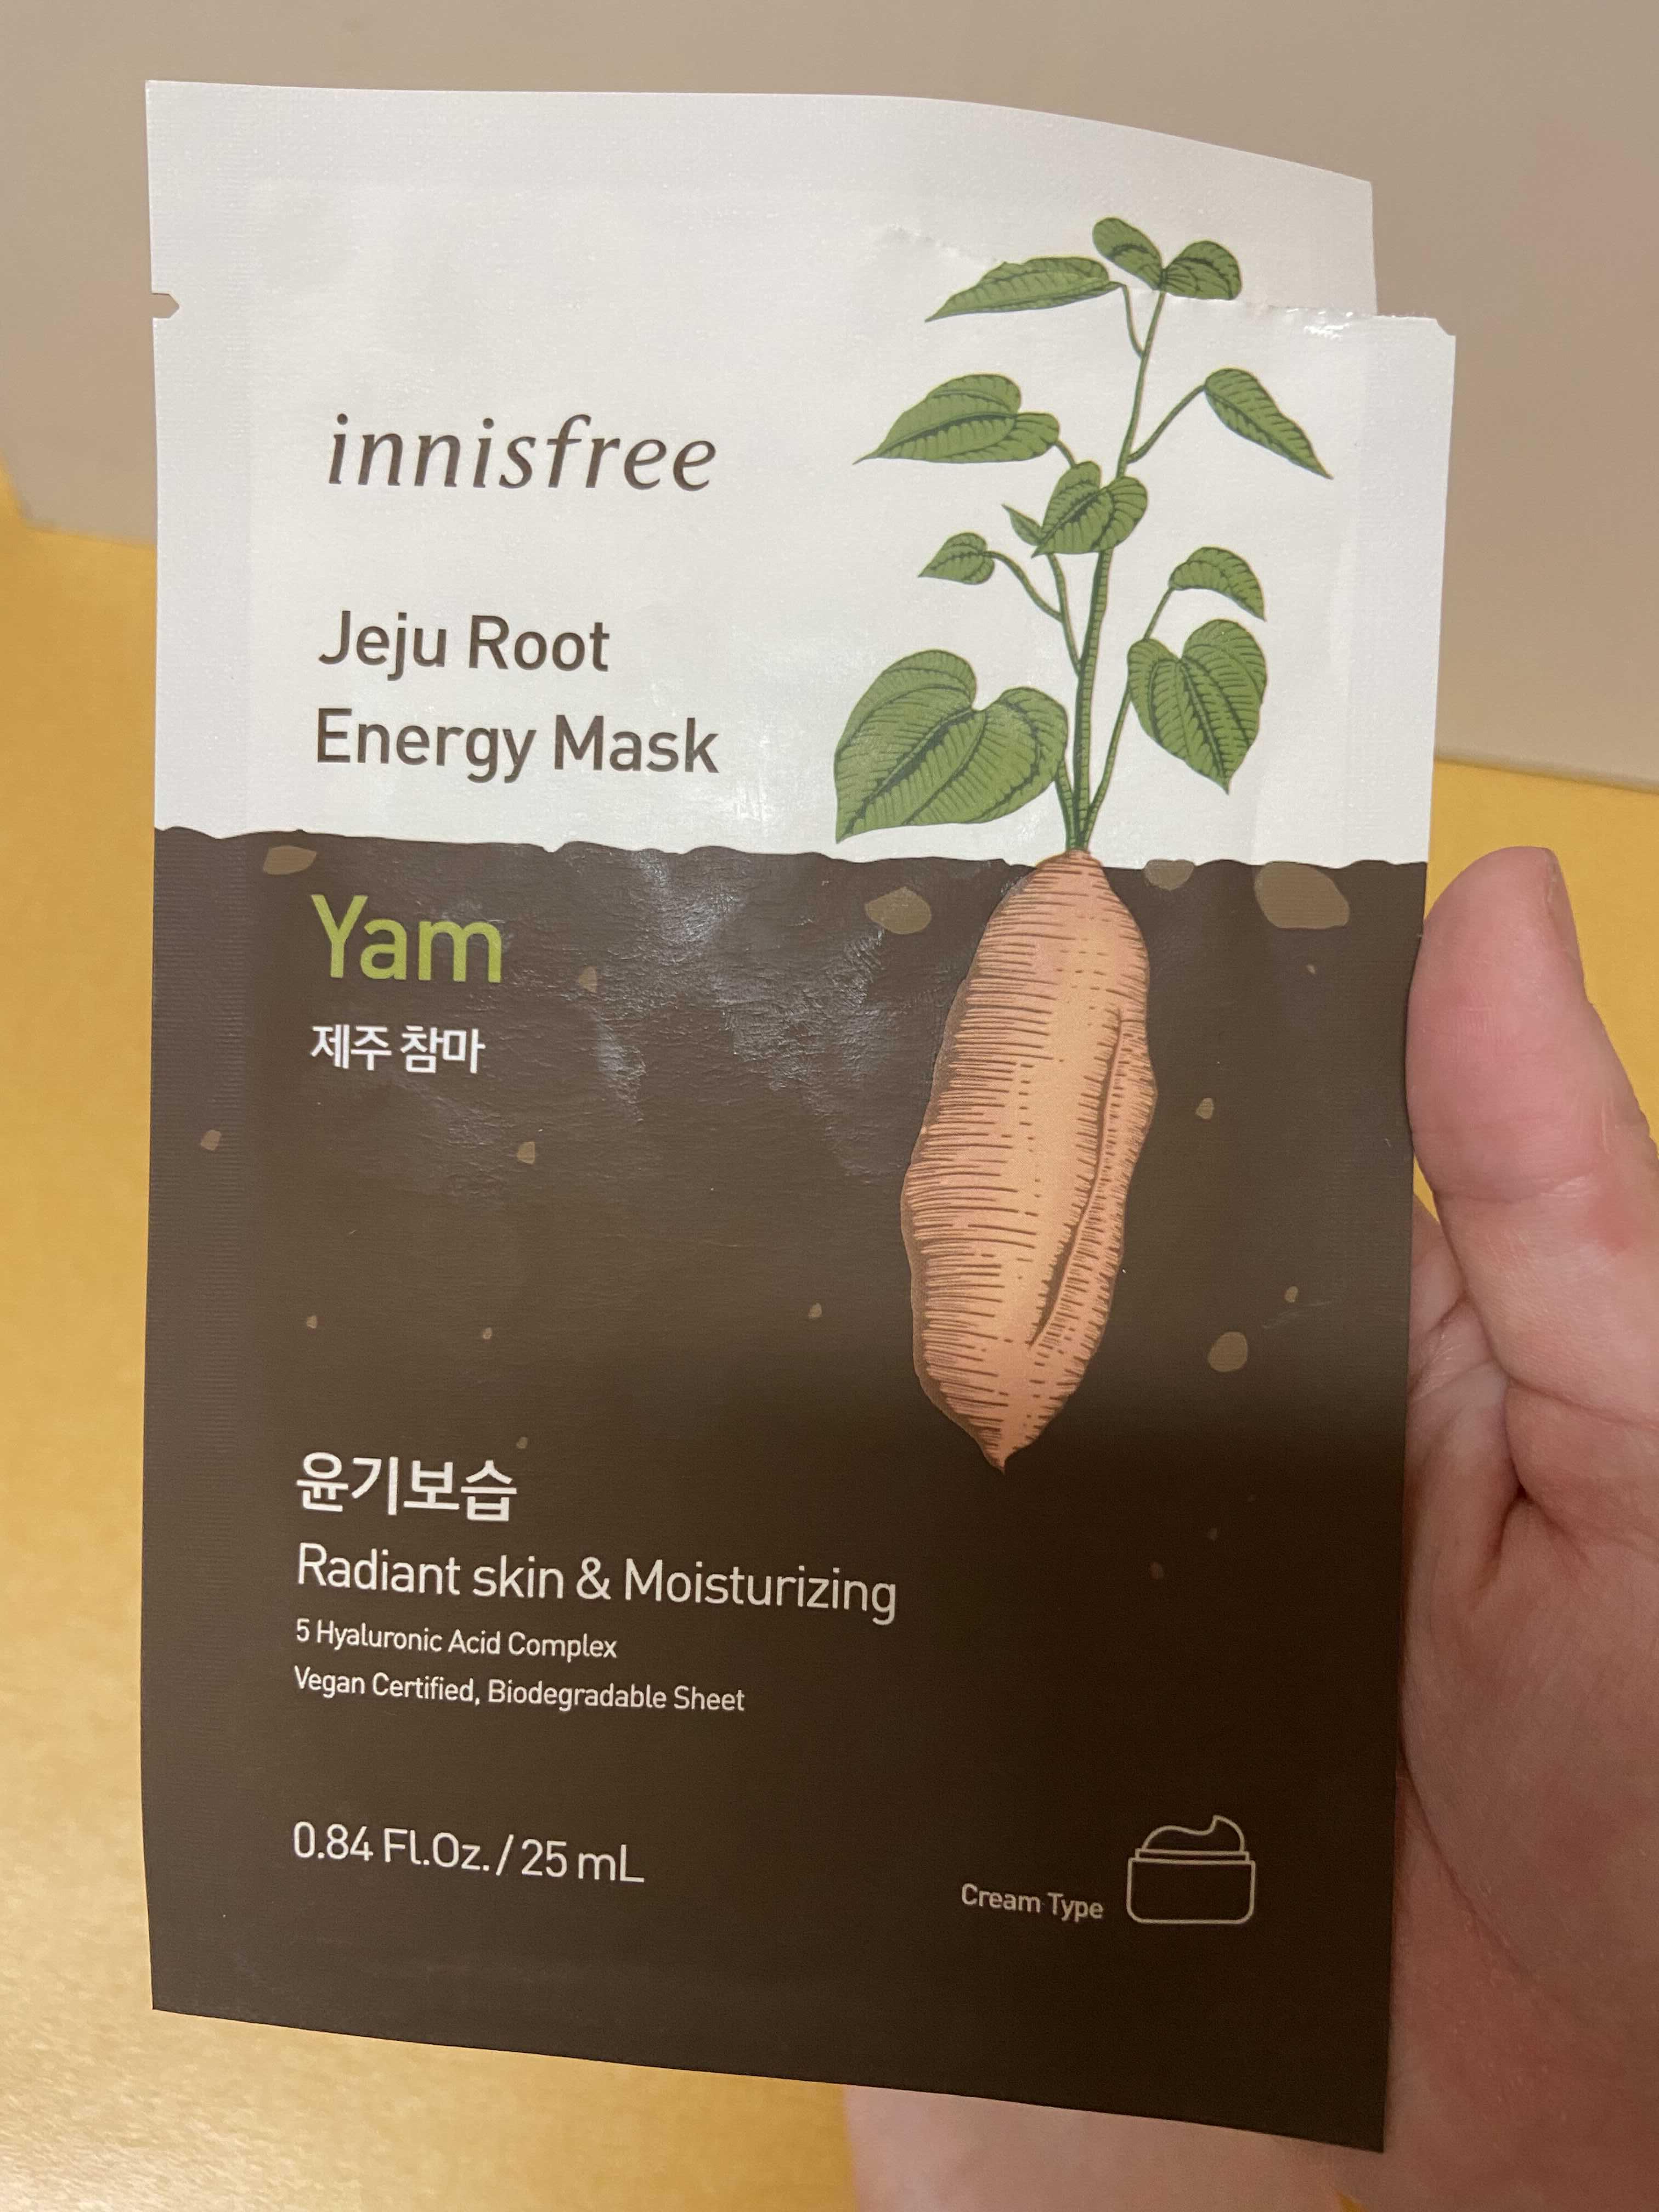 innisfree
Jeju Root
Energy Mask
Yam
제주 참마
윤기보습
Radiant skin & Moisturizing
5 Hyaluronic Acid Complex
Vegan Certified, Biodegradable Sheet
0.84 Fl.Oz. / 25 mL
Cream Type